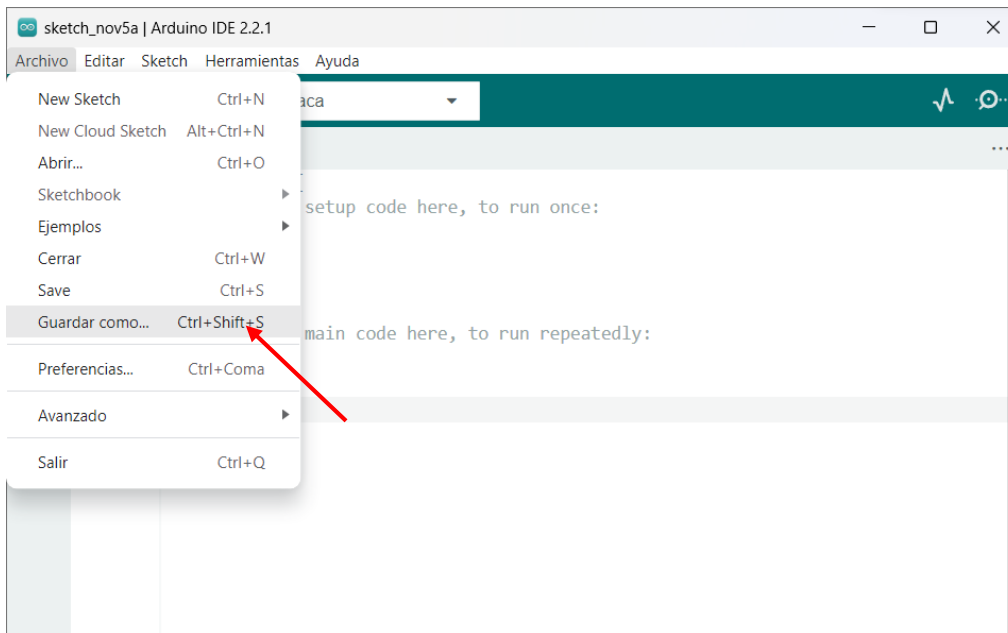 sketch_nov5a | Arduino IDE 2.2.1
Archivo Editar Sketch Herramientas Ayuda
New Sketch Ctrl+N
New Cloud Sketch Alt+Ctrl+N
Abrir... Ctrl+O
Sketchbook
Ejemplos
Cerrar Ctrl+W
Save Ctrl+S
Guardar como... Ctrl+Shift+S
Preferencias... Ctrl+Coma
Avanzado
Salir Ctrl+Q
aca
setup code here, to run once:
main code here, to run repeatedly: